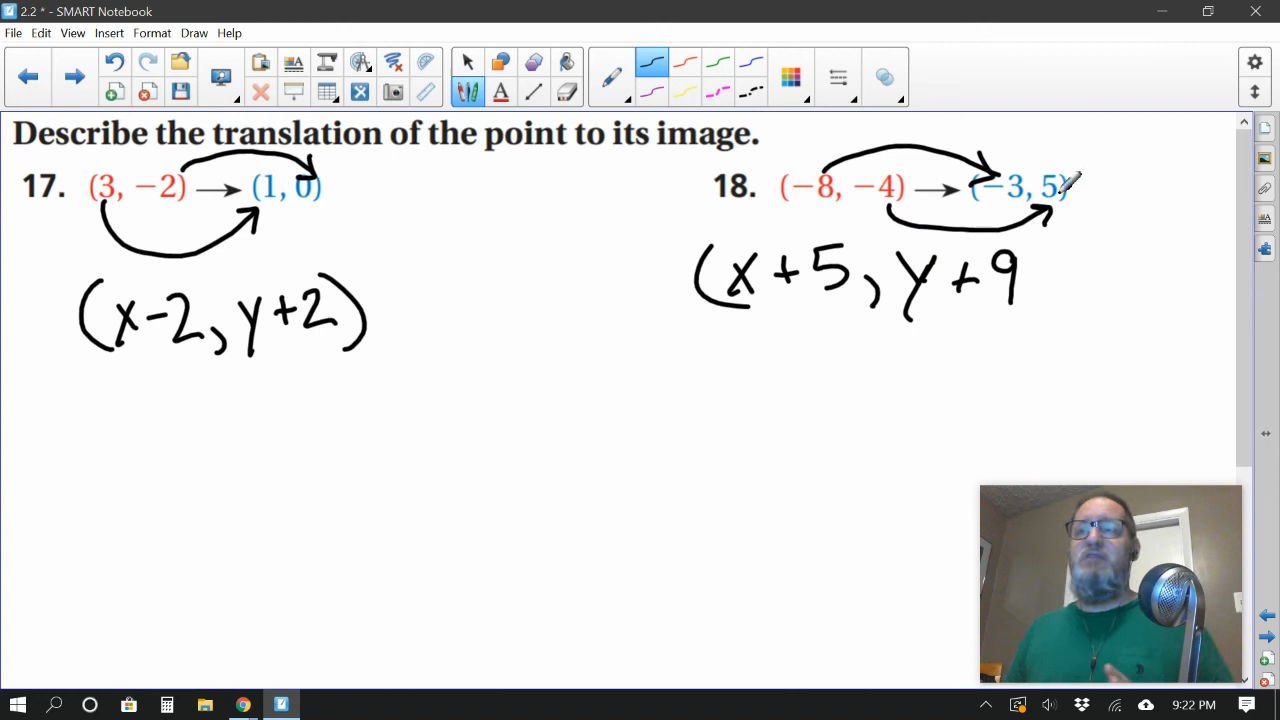 2.2 * - SMART Notebook
File Edit View Insert Format Draw Help
Describe the translation of the point to its image.
17. (3, −2) ⟶ (1, 0)
18. (−8, −4) ⟶ (−3, 5)
(x-2, y+2)
(x+5, y+9
9:22 PM